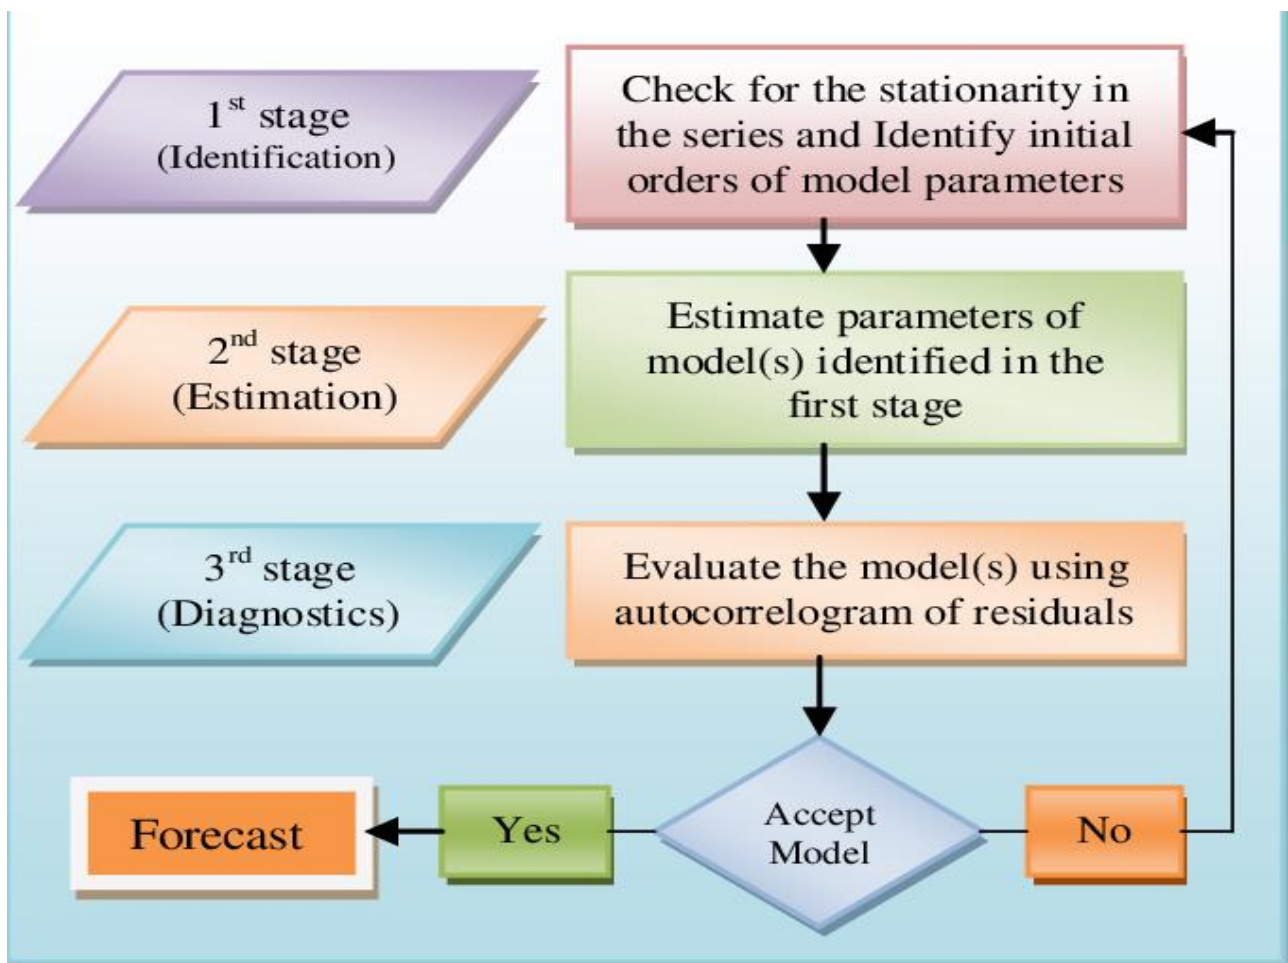 1st stage
(Identification)
Check for the stationarity in
the series and Identify initial
orders of model parameters
2nd stage
(Estimation)
Estimate parameters of
model(s) identified in the
first stage
3rd stage
(Diagnostics)
Evaluate the model(s) using
autocorrelogram of residuals
Forecast
Yes
Accept
Model
No